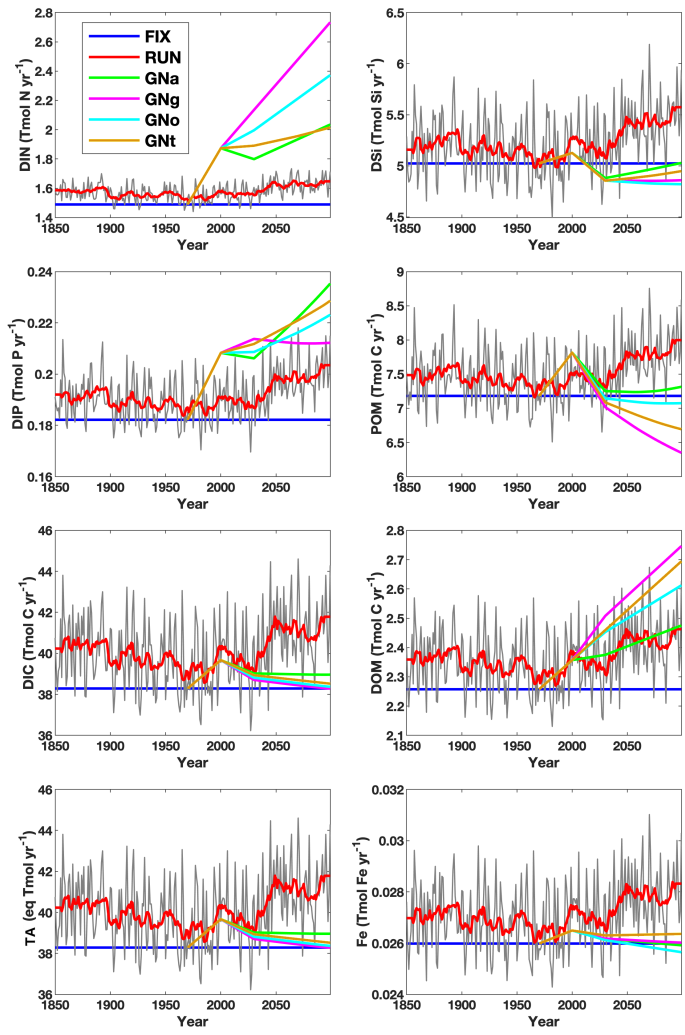 2.8
2.6
2.4
2.2
2
1.8
1.6
1.4
DIN (Tmol N yr⁻¹)
FIX
RUN
GNa
GNg
GNo
GNt
1850 1900 1950 2000 2050
Year
6.5
6
5.5
5
4.5
DSi (Tmol Si yr⁻¹)
1850 1900 1950 2000 2050
Year
0.24
0.22
0.2
0.18
0.16
DIP (Tmol P yr⁻¹)
1850 1900 1950 2000 2050
Year
9
8.5
8
7.5
7
6.5
6
POM (Tmol C yr⁻¹)
1850 1900 1950 2000 2050
Year
46
44
42
40
38
36
DIC (Tmol C yr⁻¹)
1850 1900 1950 2000 2050
Year
2.8
2.7
2.6
2.5
2.4
2.3
2.2
2.1
DOM (Tmol C yr⁻¹)
1850 1900 1950 2000 2050
Year
46
44
42
40
38
36
TA (eq Tmol yr⁻¹)
1850 1900 1950 2000 2050
Year
0.032
0.03
0.028
0.026
0.024
Fe (Tmol Fe yr⁻¹)
1850 1900 1950 2000 2050
Year